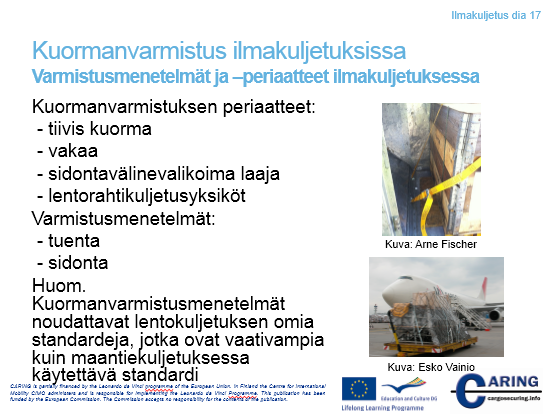 Ilmakuljetus dia 17
Kuormanvarmistus ilmakuljetuksissa
Varmistusmenetelmät ja –periaatteet ilmakuljetuksessa
Kuormanvarmistuksen periaatteet:
- tiivis kuorma
- vakaa
- sidontavälinevalikoima laaja
- lentorahtikuljetusyksiköt
Varmistusmenetelmät:
- tuenta
- sidonta
Huom.
Kuormanvarmistusmenetelmät
noudattavat lentokuljetuksen omia
standardeja, jotka ovat vaativampia
kuin maantiekuljetuksessa
käytettävä standardi
Kuva: Arne Fischer
Kuva: Esko Vainio
CARING is partially financed by the Leonardo da Vinci programme of the European Union. In Finland the Centre for International
Mobility CIMO administers and is responsible for implementing the Leonardo da Vinci Programme. This publication has been
funded by the European Commission. The Commission accepts no responsibility for the contents of the publication.
Education and Culture DG
Lifelong Learning Programme
CARING
cargosecuring.info